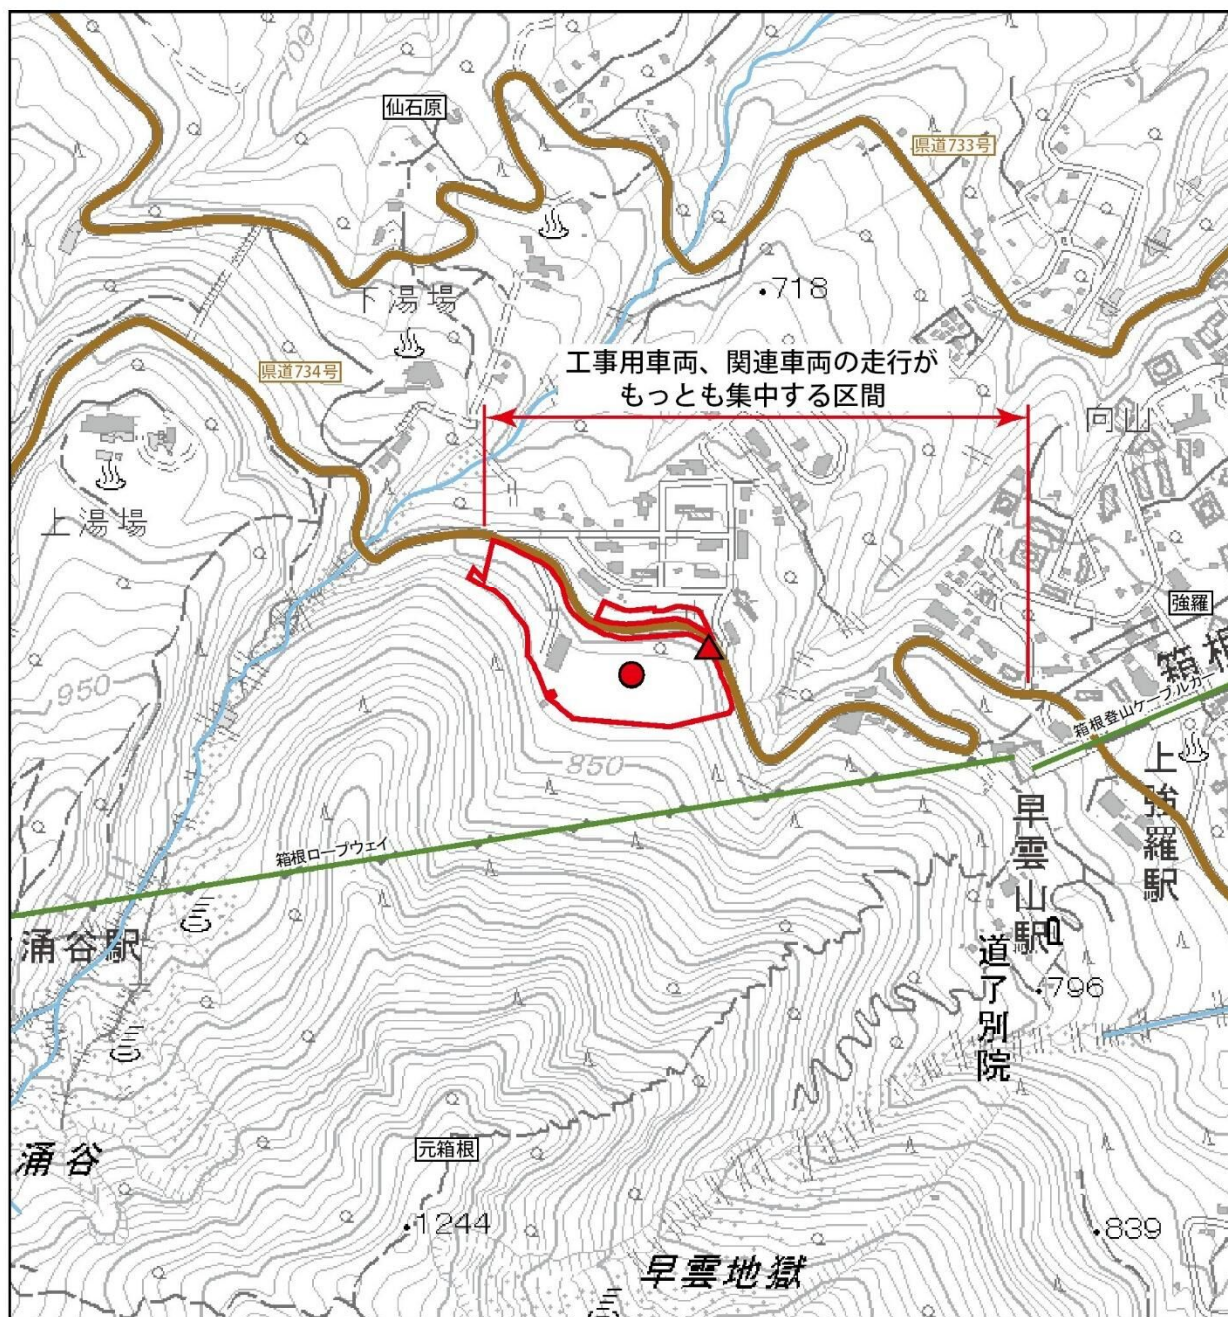 仙石原
県道733号
718
下湯場
工事用車両、関連車両の走行が
もっとも集中する区間
県道734号
向山
上湯場
強羅
箱根
950
箱根登山ケーブルカー
850
上強羅駅
早雲山駅
箱根ロープウェイ
涌谷駅
道了別院
796
涌谷
元箱根
1244
839
早雲地獄